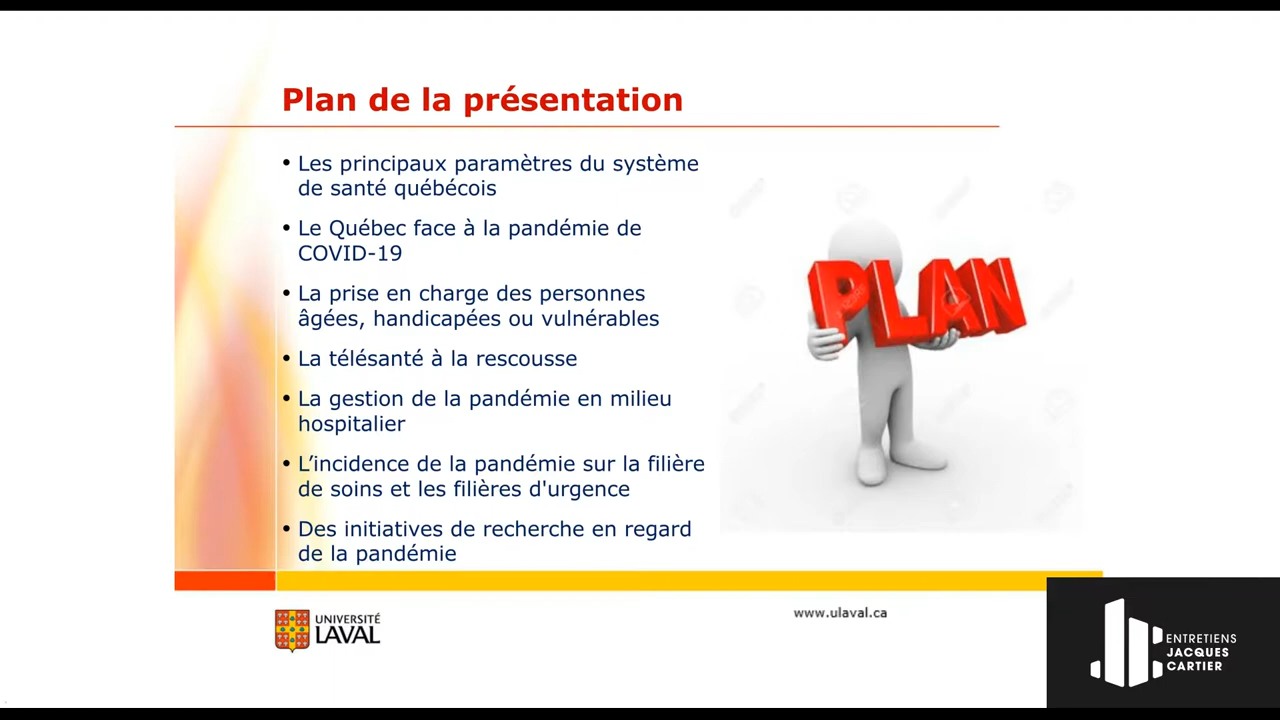 Plan de la présentation
• Les principaux paramètres du système
de santé québécois
• Le Québec face à la pandémie de
COVID-19
• La prise en charge des personnes
âgées, handicapées ou vulnérables
• La télésanté à la rescousse
• La gestion de la pandémie en milieu
hospitalier
• L’incidence de la pandémie sur la filière
de soins et les filières d'urgence
• Des initiatives de recherche en regard
de la pandémie
PLAN
UNIVERSITÉ
LAVAL
www.ulaval.ca
ENTRETIENS
JACQUES
CARTIER